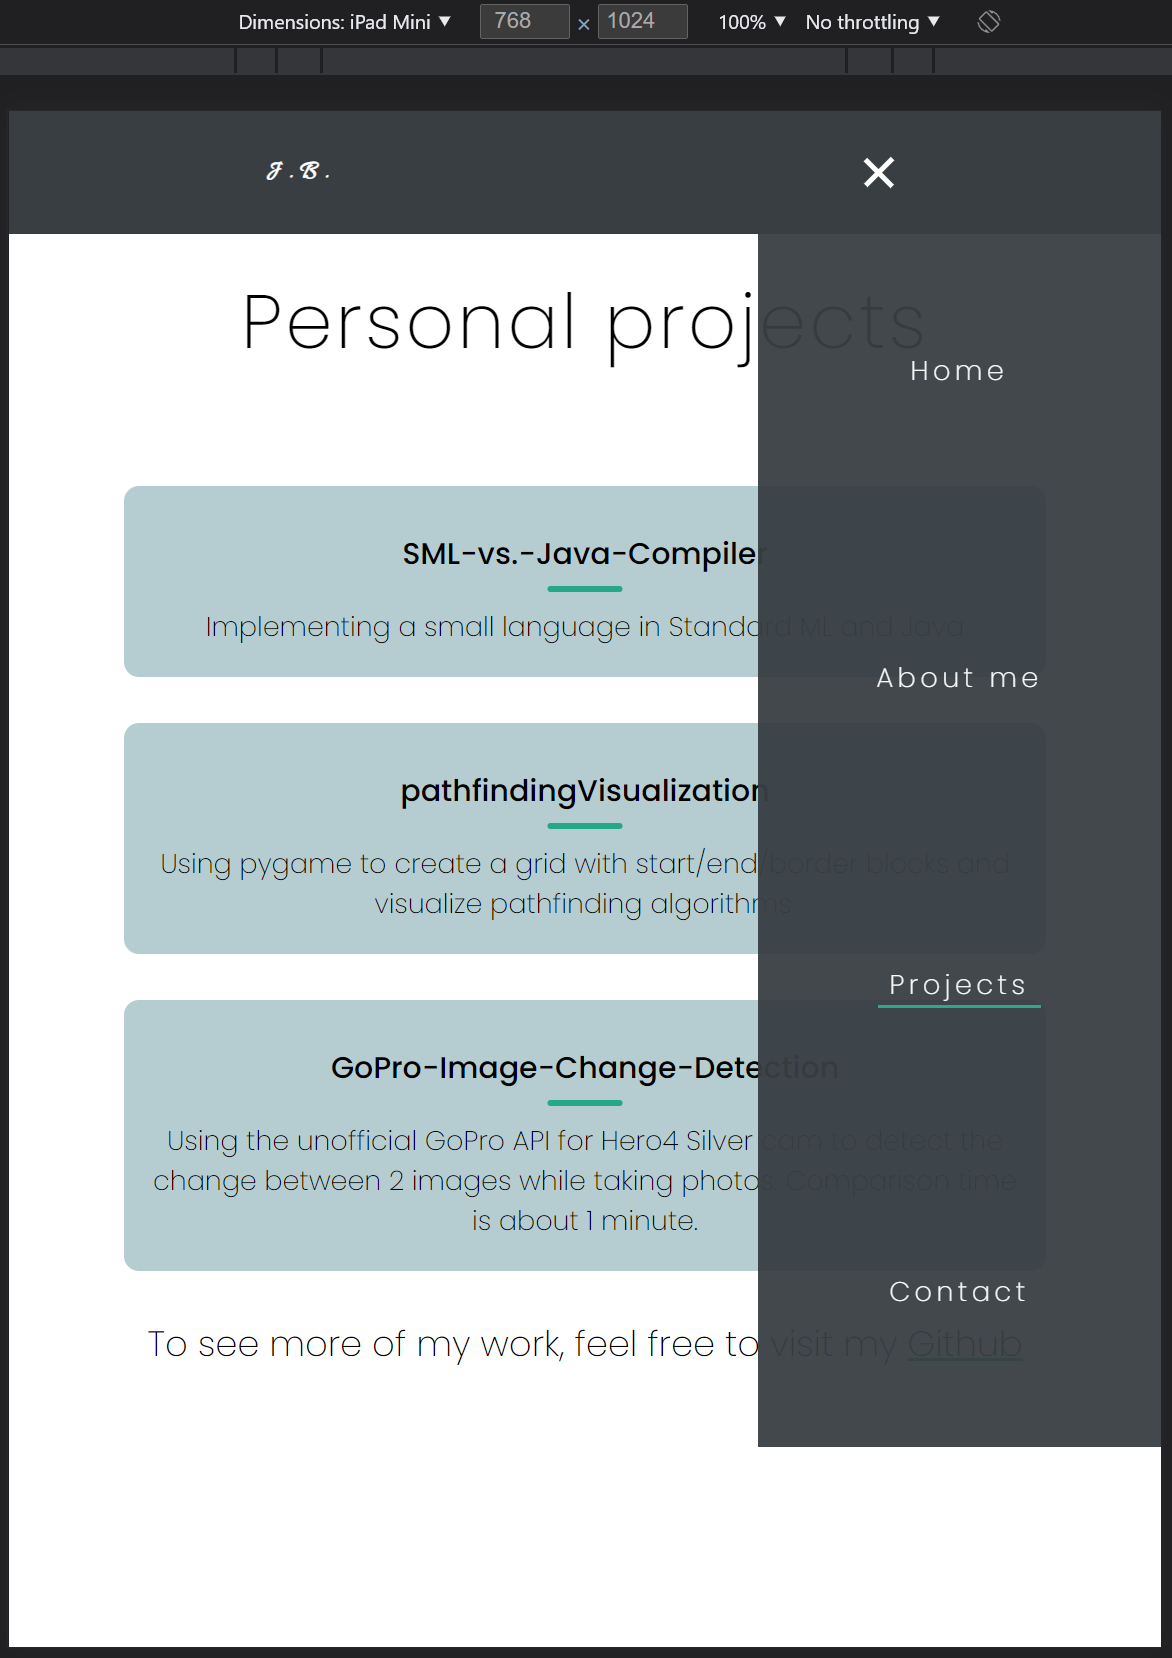 Dimensions: iPad Mini ▼ 768 × 1024 100% ▼ No throttling ▼
J.B.
Personal projects
Home
SML-vs.-Java-Compiler
Implementing a small language in Standard ML and Java
About me
pathfindingVisualization
Using pygame to create a grid with start/end/border blocks and
visualize pathfinding algorithms
Projects
GoPro-Image-Change-Detection
Using the unofficial GoPro API for Hero4 Silver cam to detect the
change between 2 images while taking photos. Comparison time
is about 1 minute.
Contact
To see more of my work, feel free to visit my Github